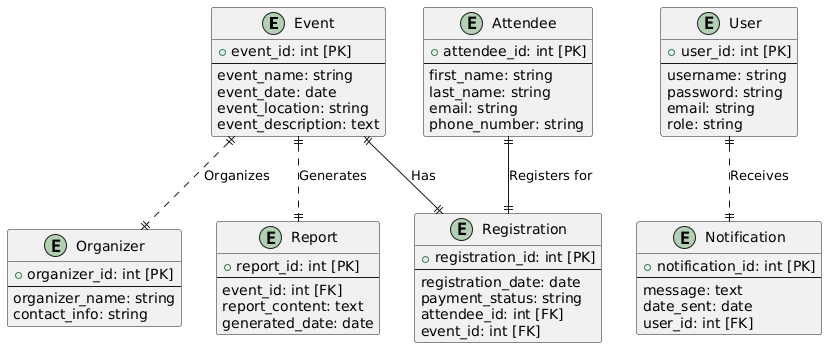 E Event
event_id: int [PK]
event_name: string
event_date: date
event_location: string
event_description: text
E Attendee
attendee_id: int [PK]
first_name: string
last_name: string
email: string
phone_number: string
E User
user_id: int [PK]
username: string
password: string
email: string
role: string
Organizes
Generates
Has
Registers for
Receives
E Organizer
organizer_id: int [PK]
organizer_name: string
contact_info: string
E Report
report_id: int [PK]
event_id: int [FK]
report_content: text
generated_date: date
E Registration
registration_id: int [PK]
registration_date: date
payment_status: string
attendee_id: int [FK]
event_id: int [FK]
E Notification
notification_id: int [PK]
message: text
date_sent: date
user_id: int [FK]